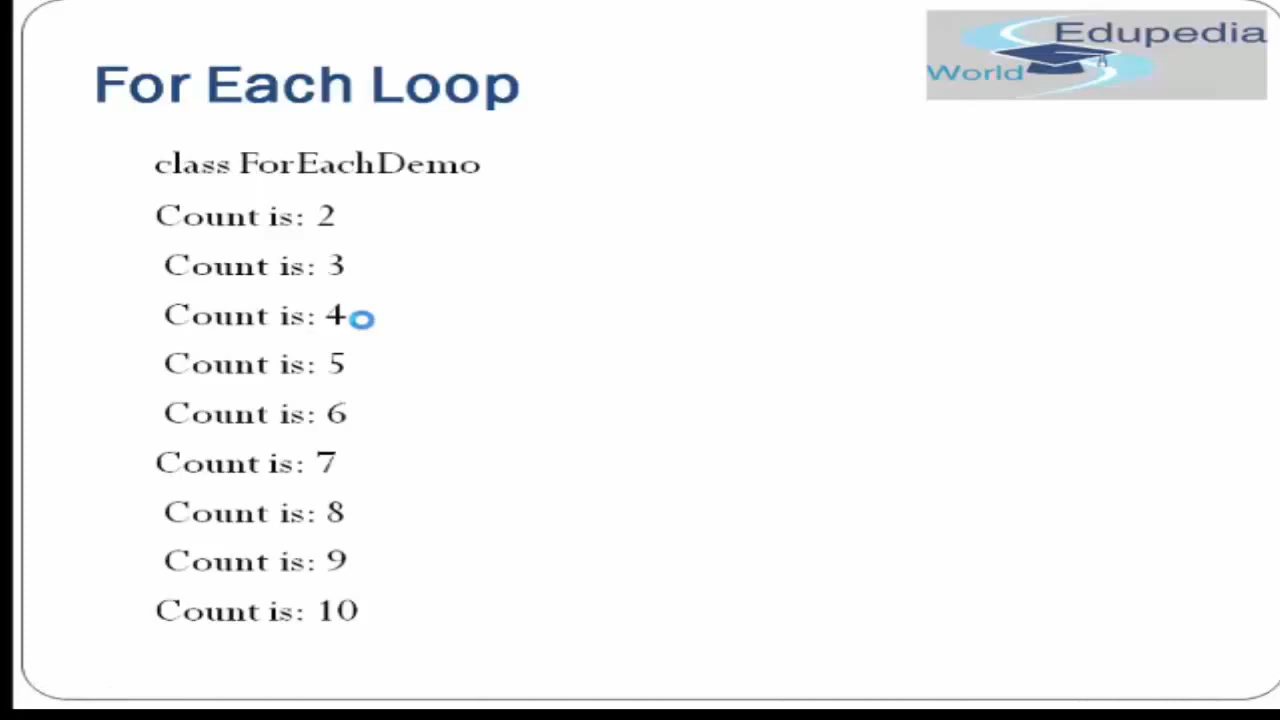 Edupedia
World
For Each Loop
class ForEachDemo
Count is: 2
Count is: 3
Count is: 4
Count is: 5
Count is: 6
Count is: 7
Count is: 8
Count is: 9
Count is: 10